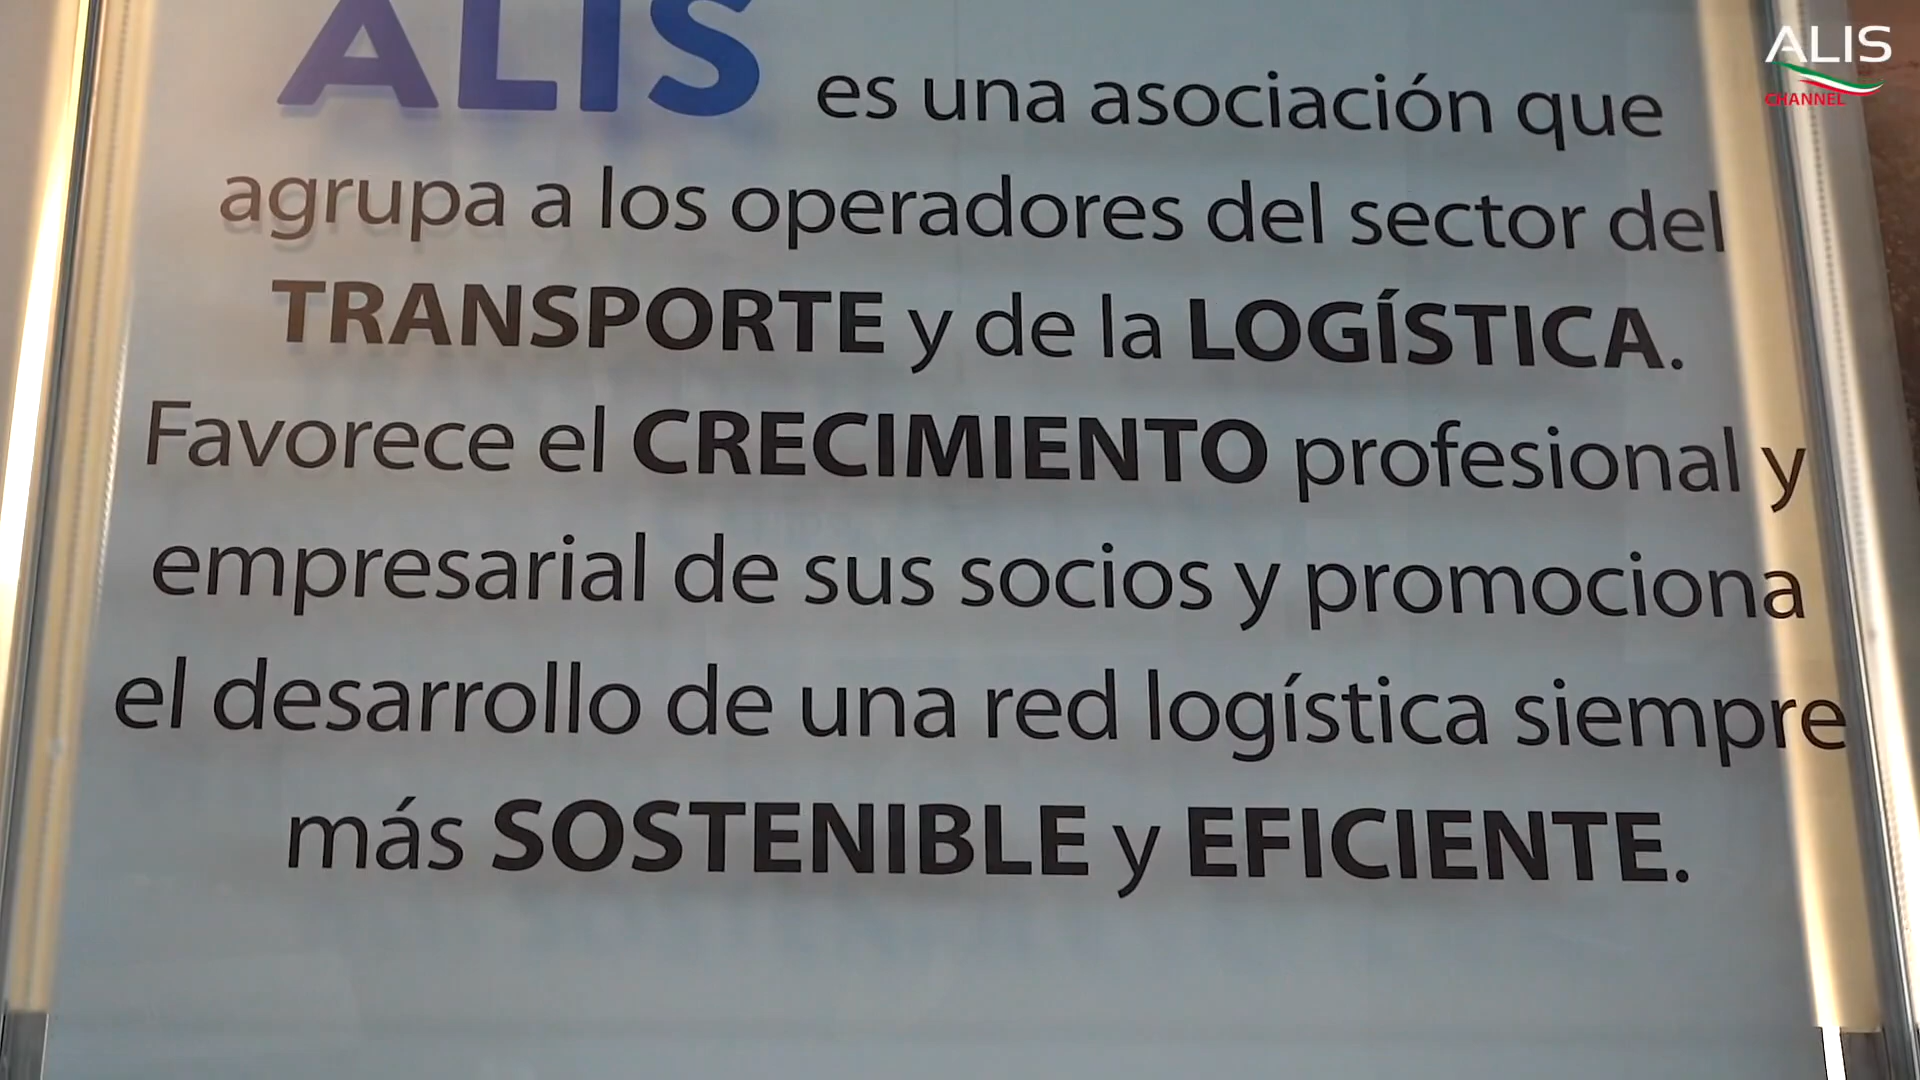 ALIS es una asociación que
agrupa a los operadores del sector del
TRANSPORTE y de la LOGÍSTICA.
Favorece el CRECIMIENTO profesional y
empresarial de sus socios y promociona
el desarrollo de una red logística siempre
más SOSTENIBLE y EFICIENTE.
ALIS
CHANNEL